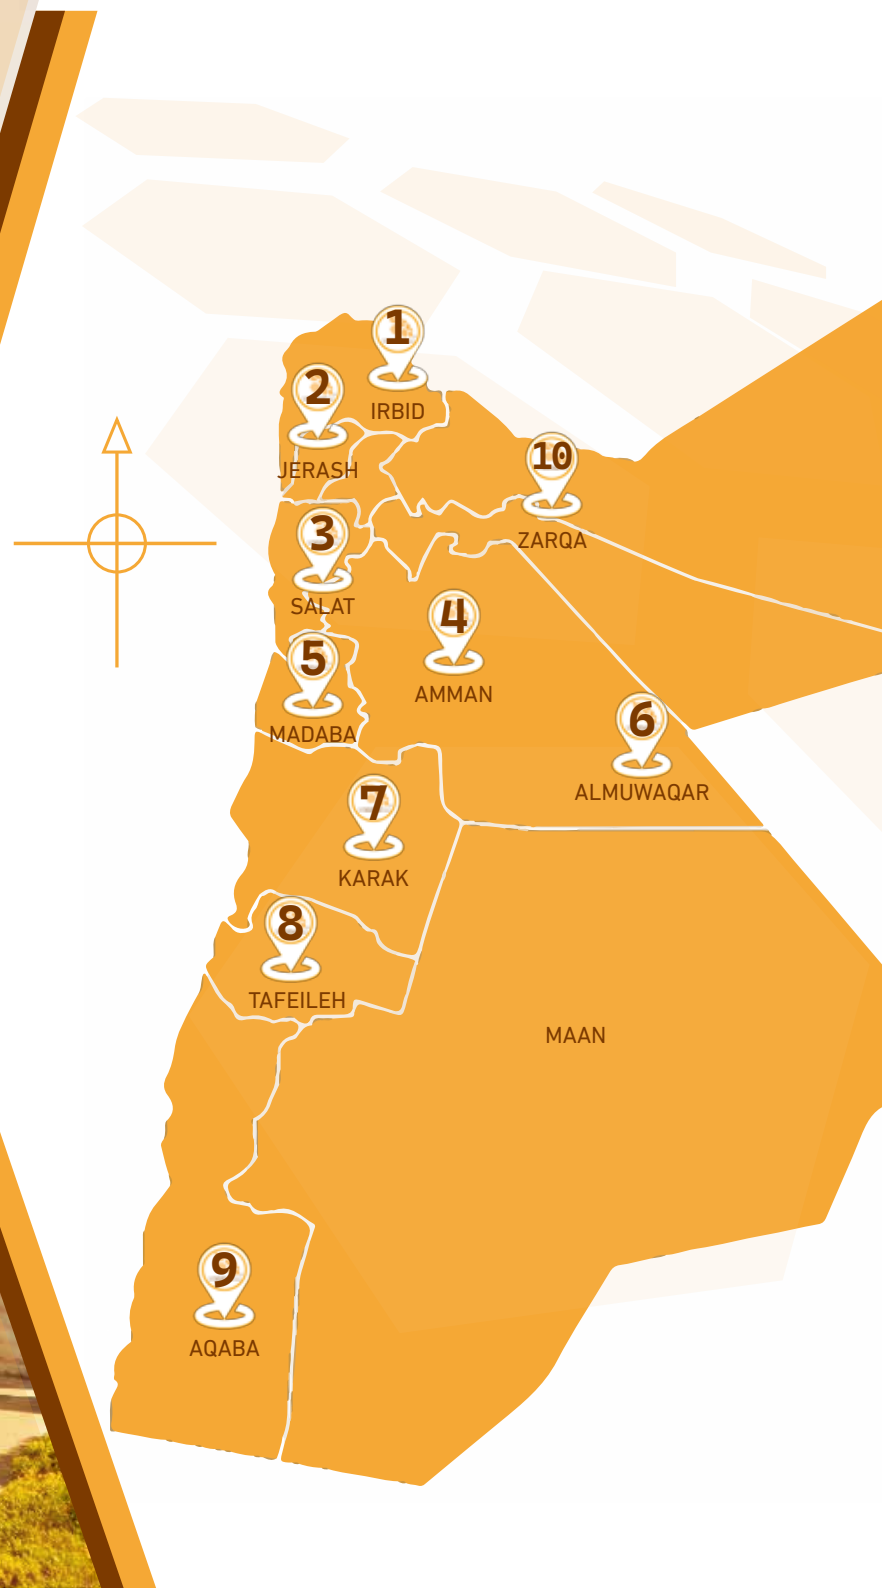 1
IRBID
2
JERASH
10
ZARQA
3
SALAT
4
AMMAN
5
MADABA
6
ALMUWAQAR
7
KARAK
8
TAFEILEH
MAAN
9
AQABA